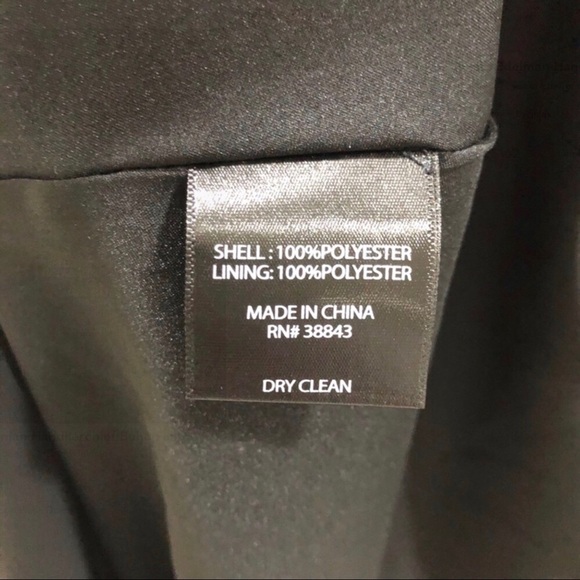 SHELL : 100%POLYESTER
LINING: 100%POLYESTER
MADE IN CHINA
RN# 38843
DRY CLEAN